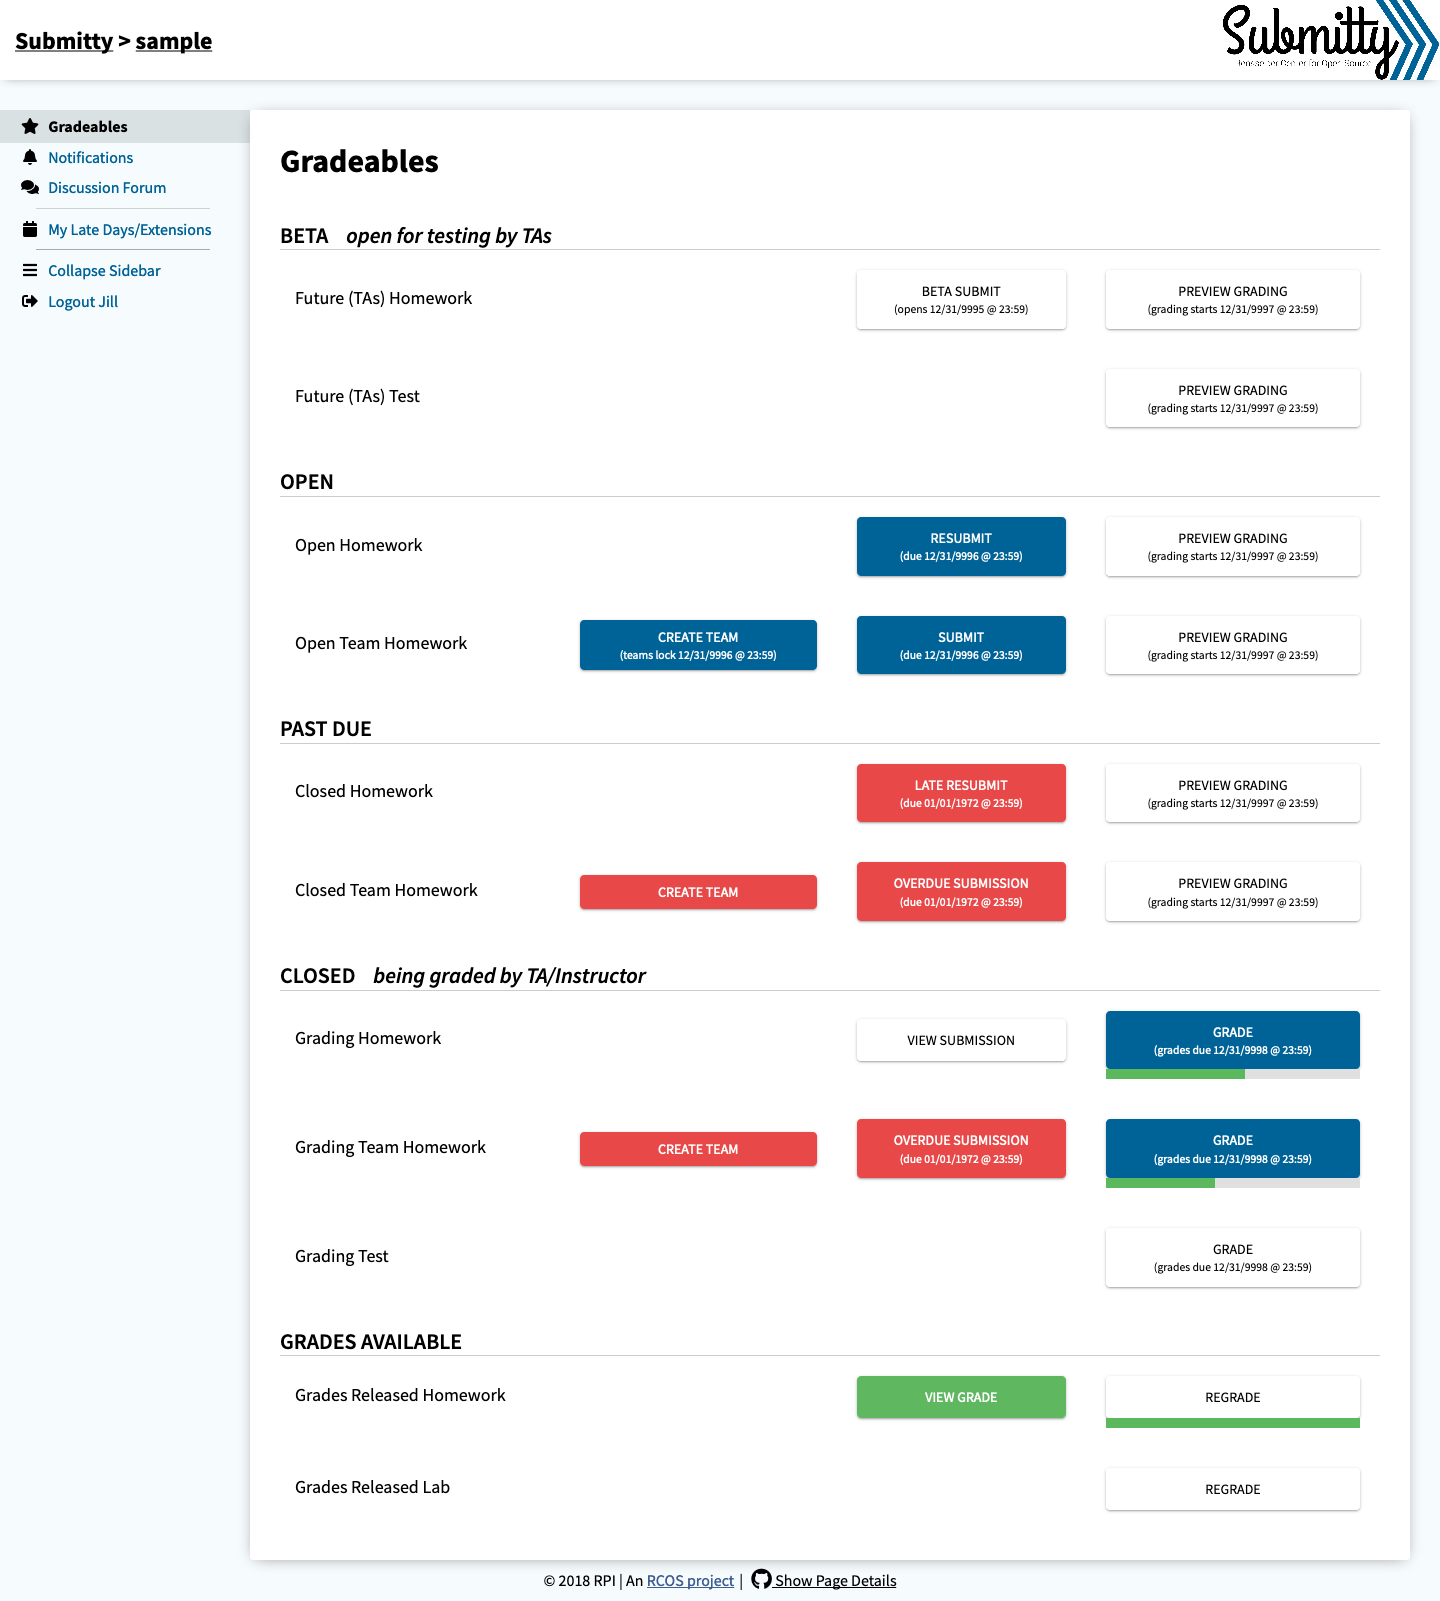 Submitty > sample
Submitty
Gradeables
Notifications
Discussion Forum
My Late Days/Extensions
Collapse Sidebar
Logout Jill
Gradeables
BETA open for testing by TAs
Future (TAs) Homework
BETA SUBMIT
(opens 12/31/9995 @ 23:59)
PREVIEW GRADING
(grading starts 12/31/9997 @ 23:59)
Future (TAs) Test
PREVIEW GRADING
(grading starts 12/31/9997 @ 23:59)
OPEN
Open Homework
RESUBMIT
(due 12/31/9996 @ 23:59)
PREVIEW GRADING
(grading starts 12/31/9997 @ 23:59)
Open Team Homework
CREATE TEAM
(teams lock 12/31/9996 @ 23:59)
SUBMIT
(due 12/31/9996 @ 23:59)
PREVIEW GRADING
(grading starts 12/31/9997 @ 23:59)
PAST DUE
Closed Homework
LATE RESUBMIT
(due 01/01/1972 @ 23:59)
PREVIEW GRADING
(grading starts 12/31/9997 @ 23:59)
Closed Team Homework
CREATE TEAM
OVERDUE SUBMISSION
(due 01/01/1972 @ 23:59)
PREVIEW GRADING
(grading starts 12/31/9997 @ 23:59)
CLOSED being graded by TA/Instructor
Grading Homework
VIEW SUBMISSION
GRADE
(grades due 12/31/9998 @ 23:59)
Grading Team Homework
CREATE TEAM
OVERDUE SUBMISSION
(due 01/01/1972 @ 23:59)
GRADE
(grades due 12/31/9998 @ 23:59)
Grading Test
GRADE
(grades due 12/31/9998 @ 23:59)
GRADES AVAILABLE
Grades Released Homework
VIEW GRADE
REGRADE
Grades Released Lab
REGRADE
© 2018 RPI | An RCOS project | Show Page Details